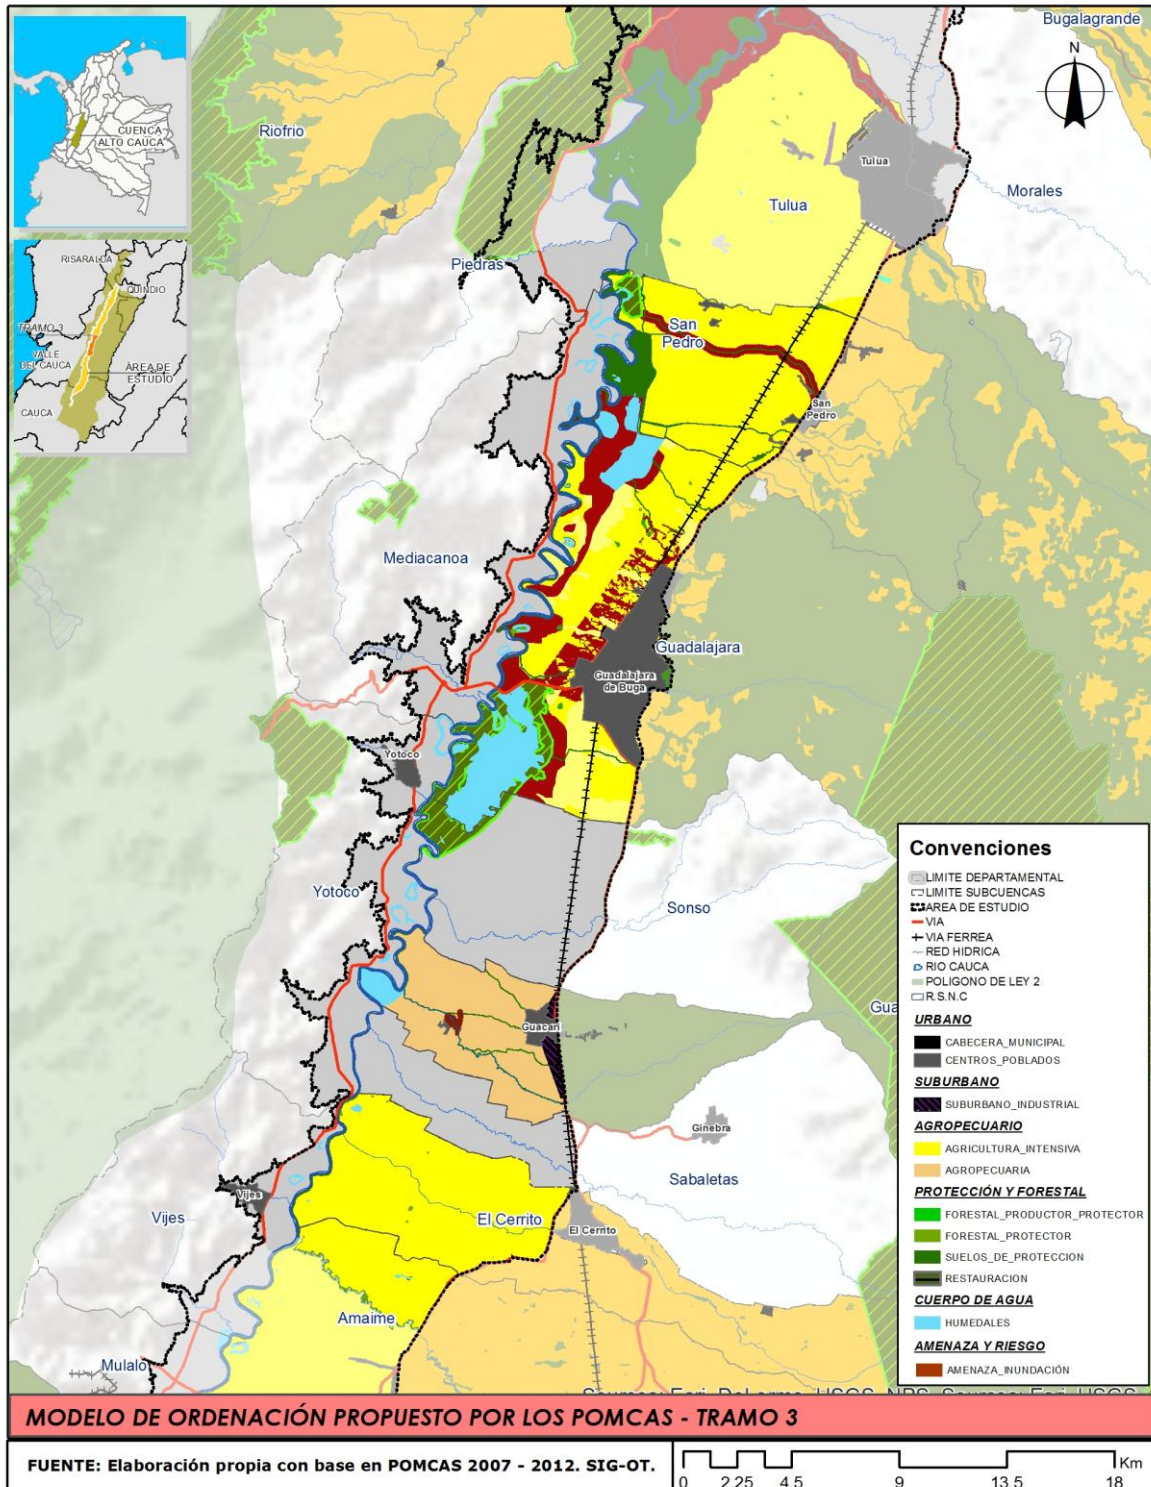 CUENCA
ALTO CAUCA
RISARALDA
QUINDIO
TRAMO 3
VALLE
DEL CAUCA
ÁREA DE
ESTUDIO
CAUCA
Bugalagrande
N
Riofrio
Tulua
Morales
Tulua
Piedras
San
Pedro
San
Pedro
Mediacanoa
Guadalajara
Guadalajara
de Buga
Yotoco
Yotoco
Sonso
Gua
Guacari
Ginebra
Sabaletas
Vijes
Vijes
El Cerrito
El Cerrito
Amaime
Mulaló
Convenciones
LIMITE DEPARTAMENTAL
LIMITE SUBCUENCAS
AREA DE ESTUDIO
VIA
VIA FERREA
RED HIDRICA
RIO CAUCA
POLIGONO DE LEY 2
R.S.N.C
URBANO
CABECERA_MUNICIPAL
CENTROS_POBLADOS
SUBURBANO
SUBURBANO_INDUSTRIAL
AGROPECUARIO
AGRICULTURA_INTENSIVA
AGROPECUARIA
PROTECCIÓN Y FORESTAL
FORESTAL_PRODUCTOR_PROTECTOR
FORESTAL_PROTECTOR
SUELOS_DE_PROTECCION
RESTAURACION
CUERPO DE AGUA
HUMEDALES
AMENAZA Y RIESGO
AMENAZA_INUNDACIÓN
MODELO DE ORDENACIÓN PROPUESTO POR LOS POMCAS - TRAMO 3
FUENTE: Elaboración propia con base en POMCAS 2007 - 2012. SIG-OT.
Km
0 2.25 4.5 9 13.5 18